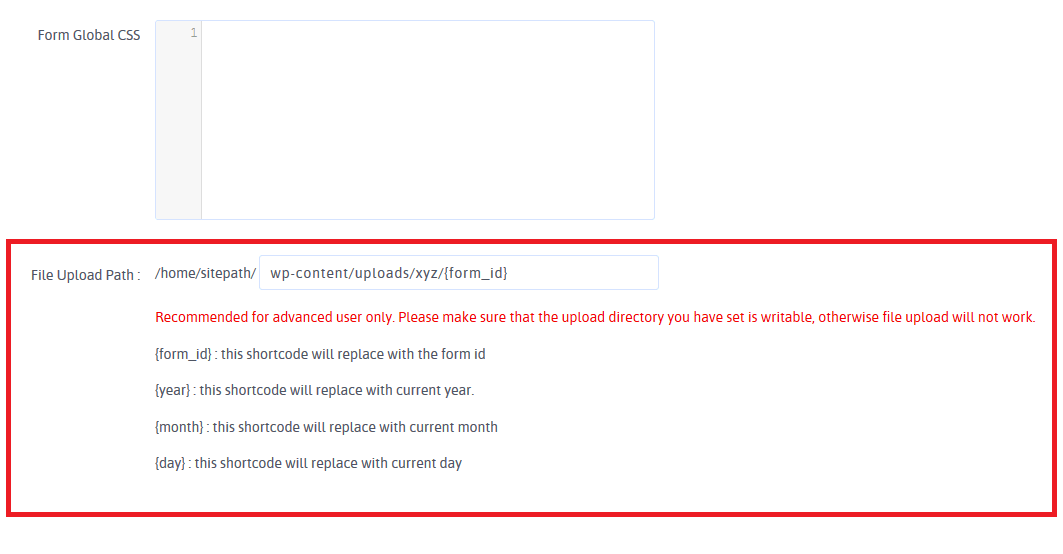 Form Global CSS
1
File Upload Path : /home/sitepath/ wp-content/uploads/xyz/{form_id}
Recommended for advanced user only. Please make sure that the upload directory you have set is writable, otherwise file upload will not work.
{form_id} : this shortcode will replace with the form id
{year} : this shortcode will replace with current year.
{month} : this shortcode will replace with current month
{day} : this shortcode will replace with current day